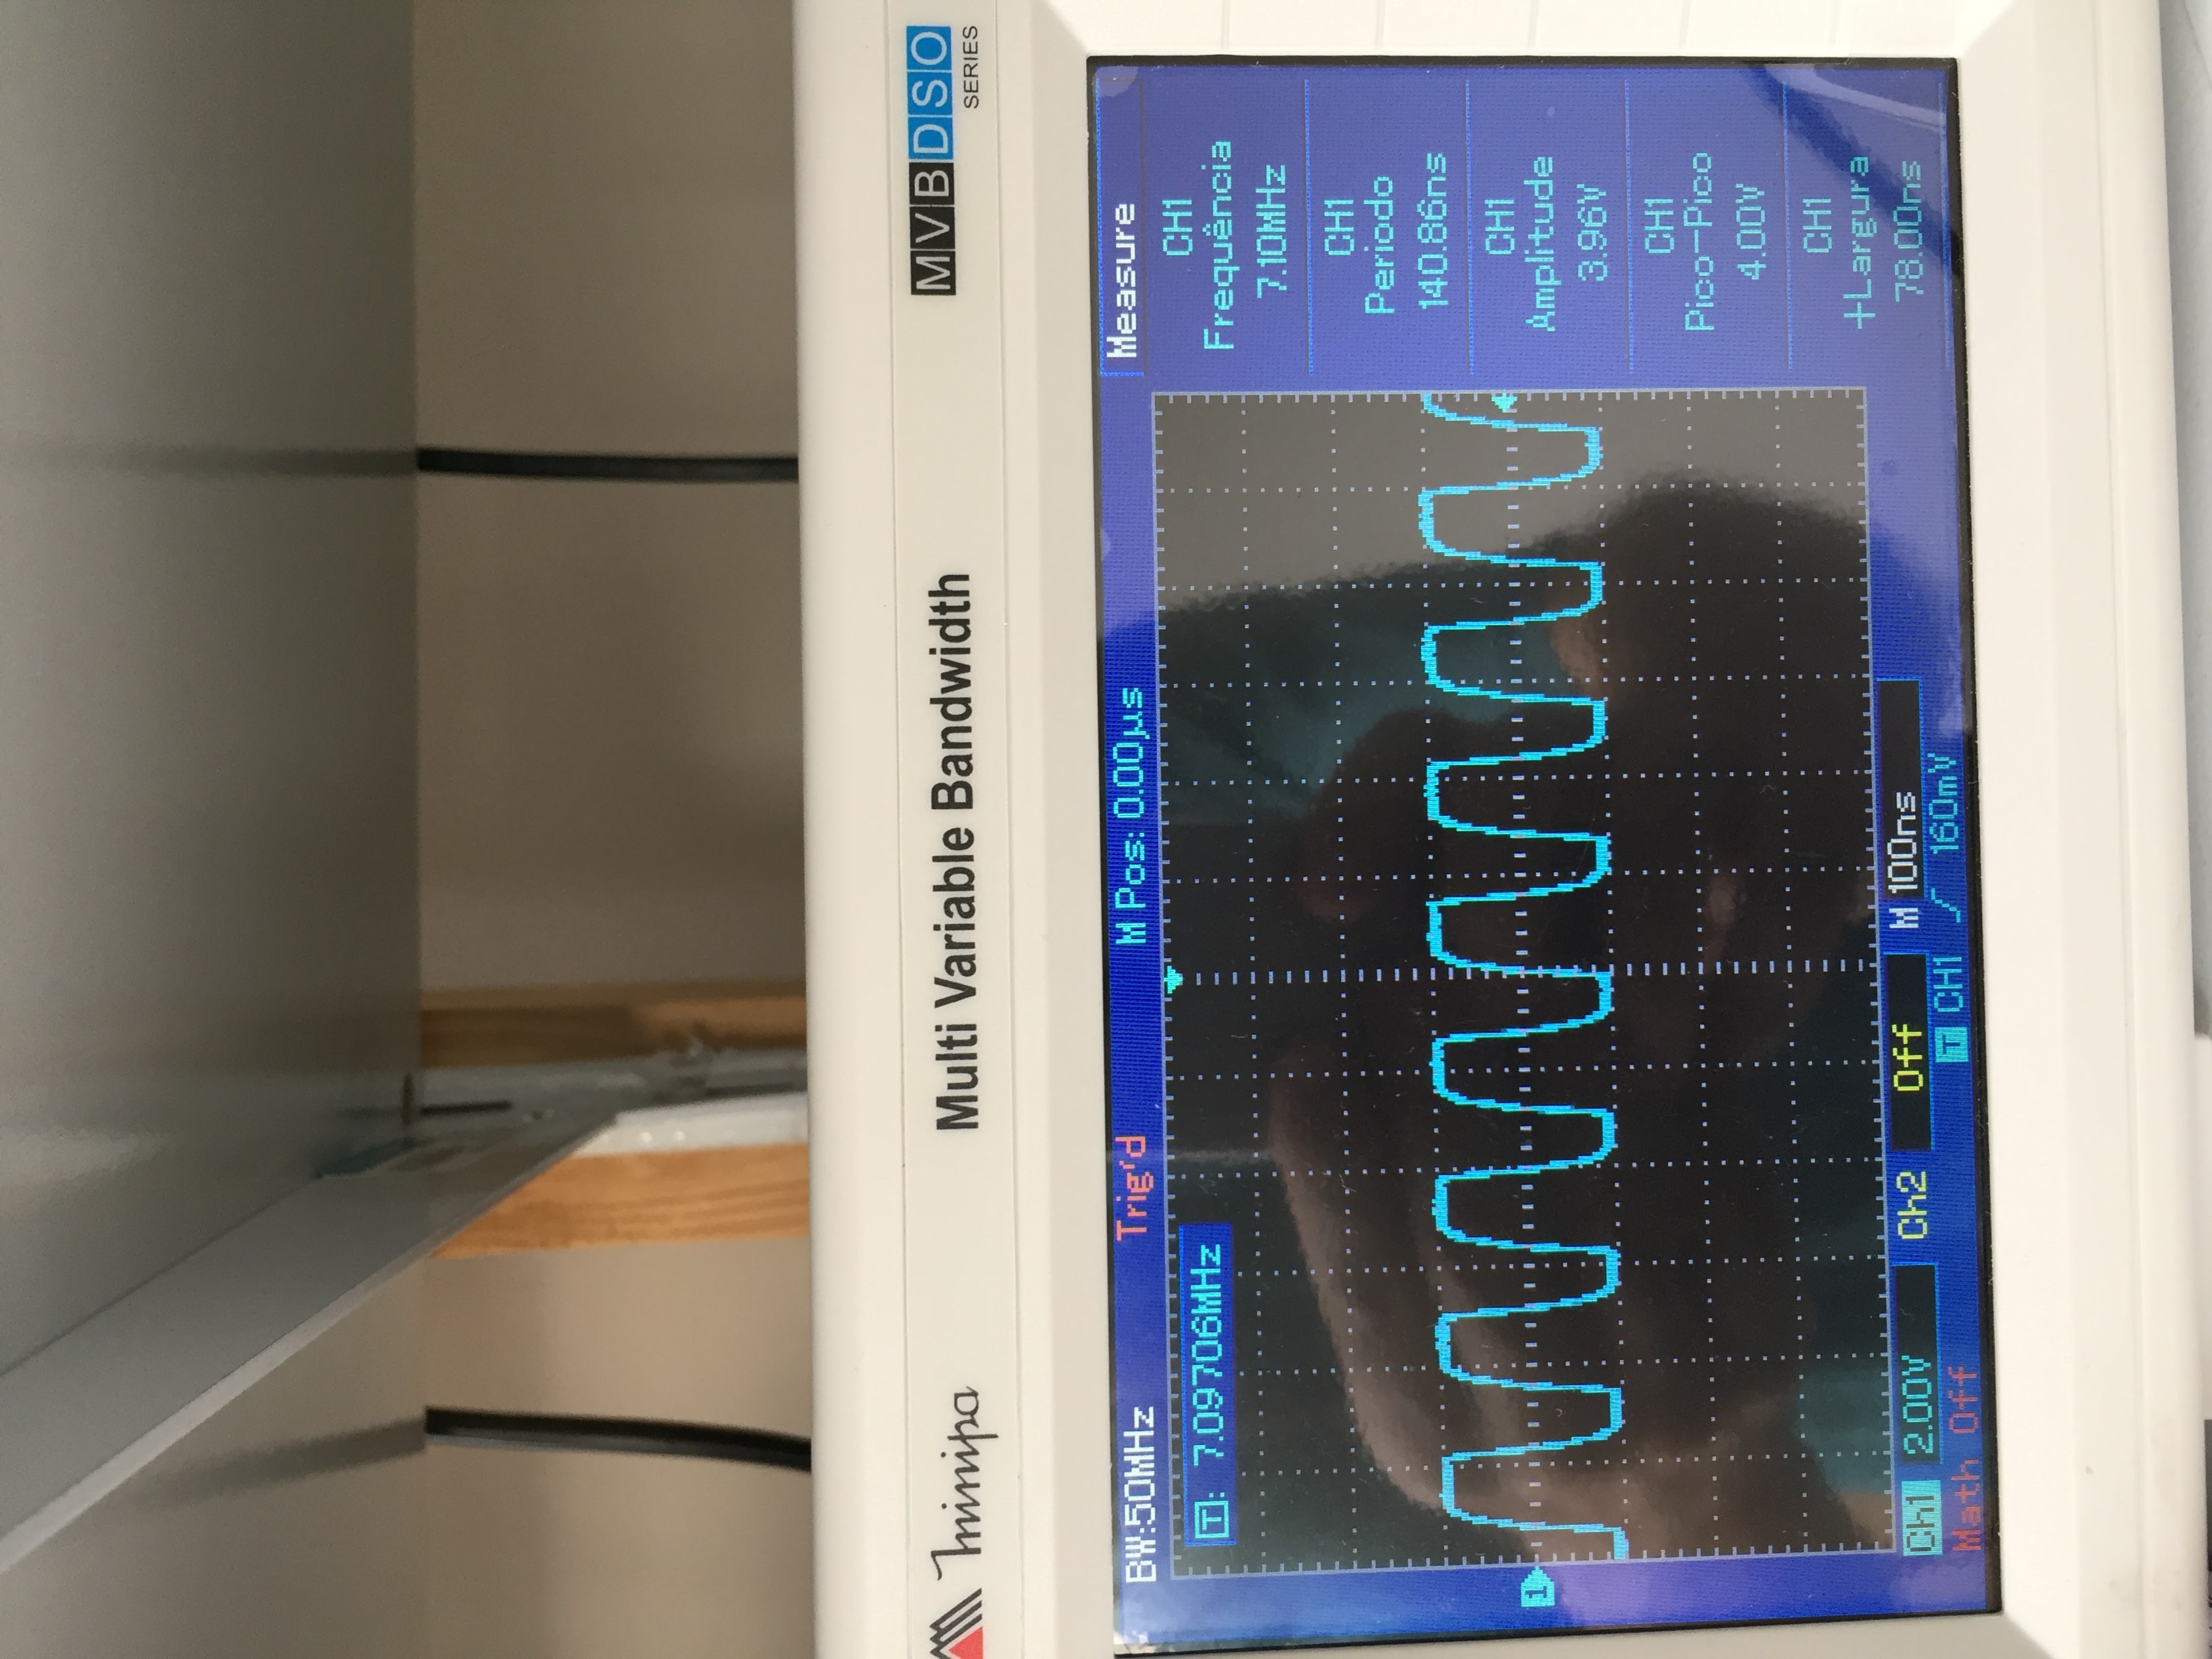 minipa
Multi Variable Bandwidth
MVBDSO
SERIES
BW:50MHz
Trig'd
M Pos: 0.00µs
Measure
T: 7.09706MHz
CH1
Frequência
7.10MHz
CH1
Periodo
140.86ns
CH1
Amplitude
3.96V
CH1
Pico-Pico
4.00V
CH1
+Largura
78.00ns
1
Ch1 2.00V Ch2 Off M 100ns
Math Off
T CH1 160mV